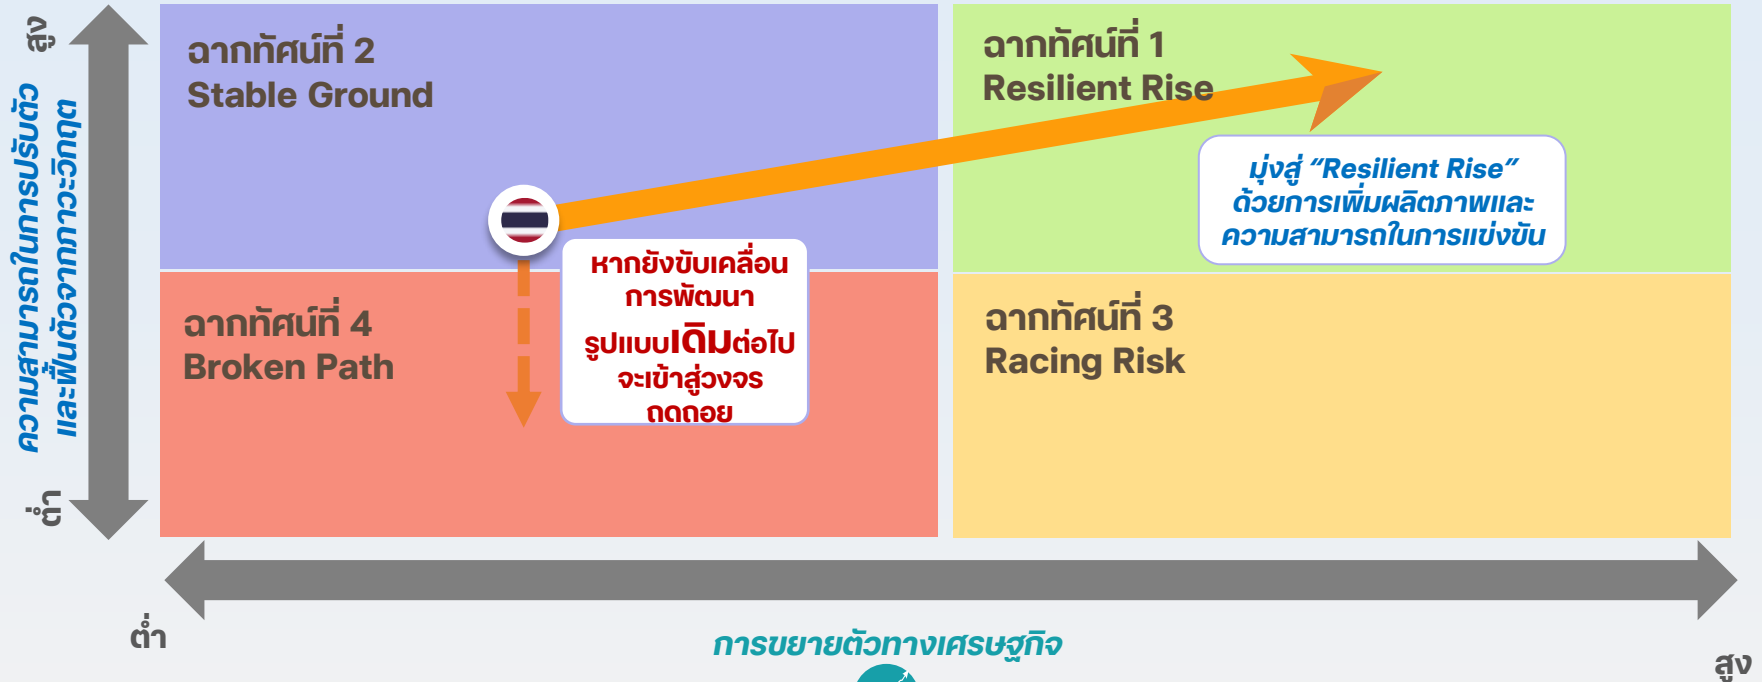 สูง
ความสามารถในการปรับตัว
และฟื้นตัวจากภาวะวิกฤต
ต่ำ
ฉากทัศน์ที่ 2
Stable Ground
ฉากทัศน์ที่ 1
Resilient Rise
มุ่งสู่ “Resilient Rise”
ด้วยการเพิ่มผลิตภาพและ
ความสามารถในการแข่งขัน
หากยังขับเคลื่อน
การพัฒนา
รูปแบบเดิมต่อไป
จะเข้าสู่วงจร
ถดถอย
ฉากทัศน์ที่ 4
Broken Path
ฉากทัศน์ที่ 3
Racing Risk
ต่ำ
การขยายตัวทางเศรษฐกิจ
สูง